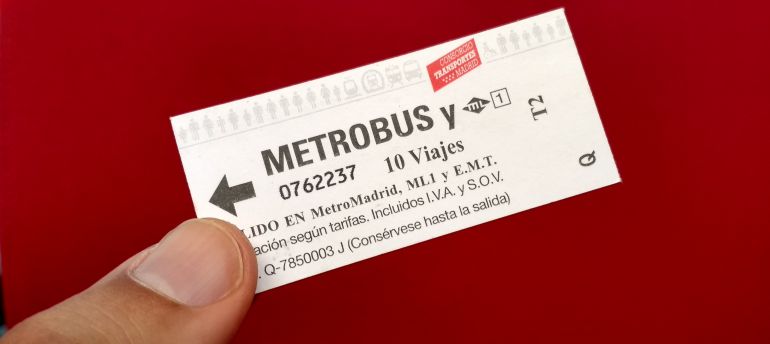 CONSORCIO
TRANSPORTES
MADRID
METROBUS y ML 1
0762237 10 Viajes
T2
Q
LIDO EN MetroMadrid, ML1 y E.M.T.
ación según tarifas. Incluidos I.V.A. y S.O.V.
. Q-7850003 J (Consérvese hasta la salida)